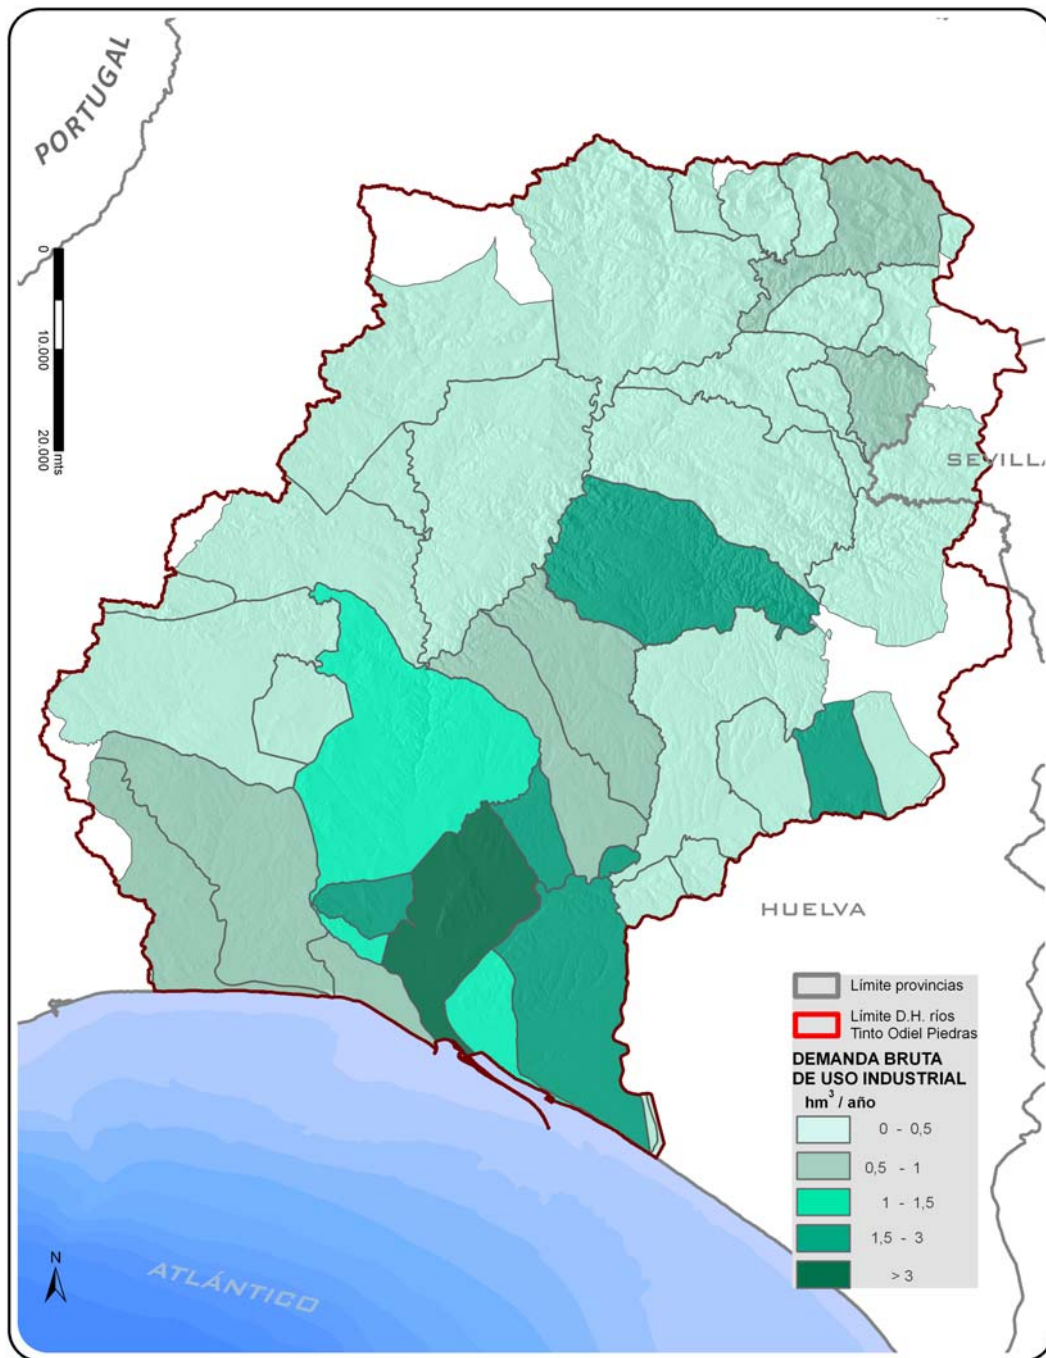 PORTUGAL
0
10.000
20.000
mts
SEVILLA
HUELVA
Límite provincias
Límite D.H. ríos
Tinto Odiel Piedras
DEMANDA BRUTA
DE USO INDUSTRIAL
hm³ / año
0 - 0,5
0,5 - 1
1 - 1,5
1,5 - 3
> 3
N
ATLÁNTICO